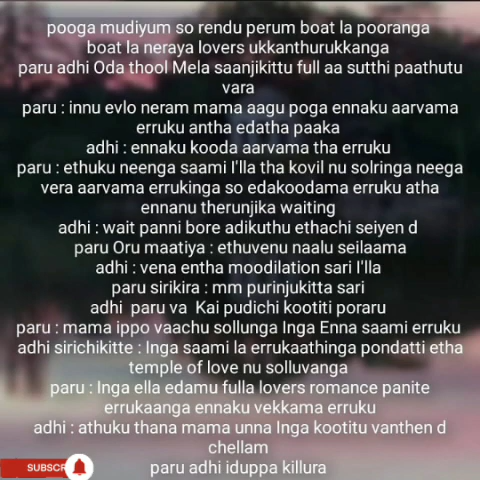 pooga mudiyum so rendu perum boat la pooranga
boat la neraya lovers ukkanthurukkanga
paru adhi Oda thool Mela saanjikittu full aa sutthi paathutu
vara
paru : innu evlo neram mama aagu poga ennaku aarvama
erruku antha edatha paaka
adhi : ennaku kooda aarvama tha erruku
paru : ethuku neenga saami I'lla tha kovil nu solringa neega
vera aarvama errukinga so edakoodama erruku atha
ennanu therunjika waiting
adhi : wait panni bore adikuthu ethachi seiyen d
paru Oru maatiya : ethuvenu naalu seilaama
adhi : vena entha moodilation sari I'lla
paru sirikira : mm purinjukitta sari
adhi paru va Kai pudichi kootiti poraru
paru : mama ippo vaachu sollunga Inga Enna saami erruku
adhi sirichikitte : Inga saami la errukaathinga pondatti etha
temple of love nu solluvanga
paru : Inga ella edamu fulla lovers romance panite
errukaanga ennaku vekkama erruku
adhi : athuku thana mama unna Inga kootitu vanthen d
chellam
paru adhi iduppa killura
SUBSCR